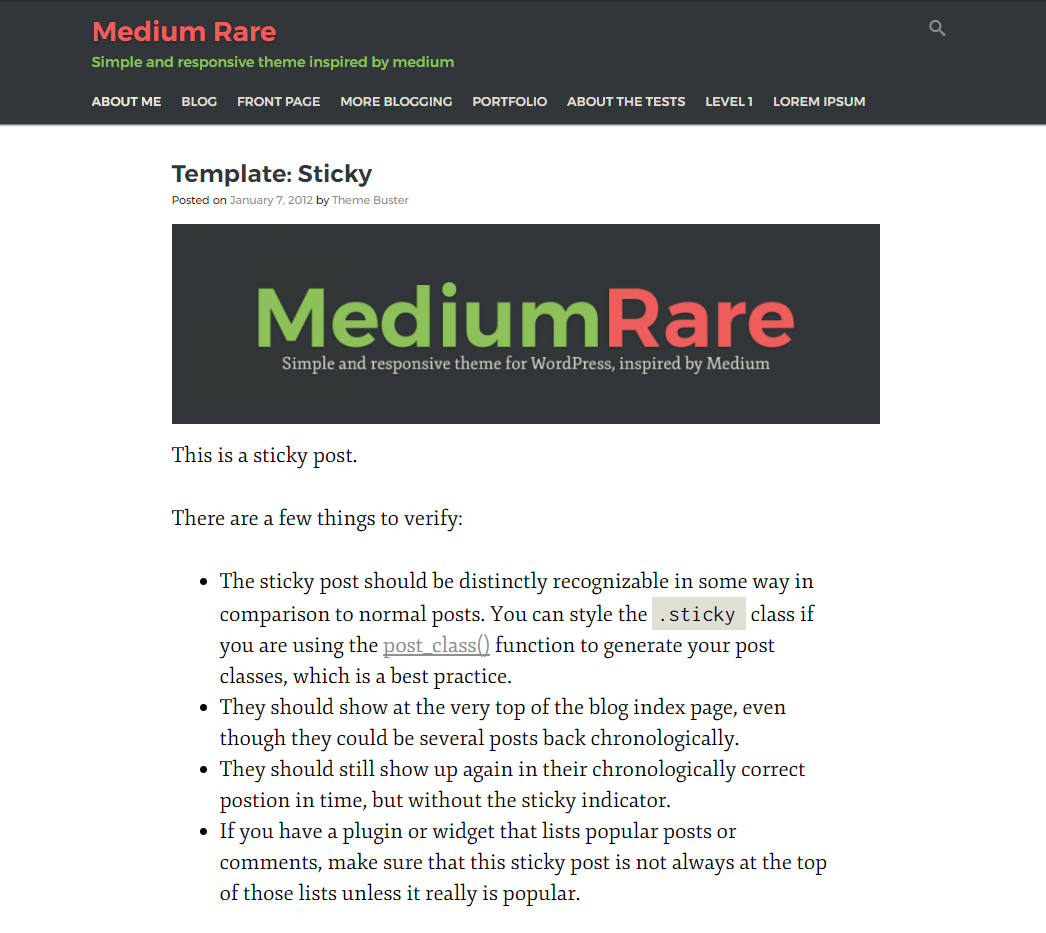 Medium Rare
Simple and responsive theme inspired by medium
ABOUT ME BLOG FRONT PAGE MORE BLOGGING PORTFOLIO ABOUT THE TESTS LEVEL 1 LOREM IPSUM
Template: Sticky
Posted on January 7, 2012 by Theme Buster
MediumRare
Simple and responsive theme for WordPress, inspired by Medium
This is a sticky post.
There are a few things to verify:
• The sticky post should be distinctly recognizable in some way in
comparison to normal posts. You can style the .sticky class if
you are using the post_class() function to generate your post
classes, which is a best practice.
• They should show at the very top of the blog index page, even
though they could be several posts back chronologically.
• They should still show up again in their chronologically correct
postion in time, but without the sticky indicator.
• If you have a plugin or widget that lists popular posts or
comments, make sure that this sticky post is not always at the top
of those lists unless it really is popular.